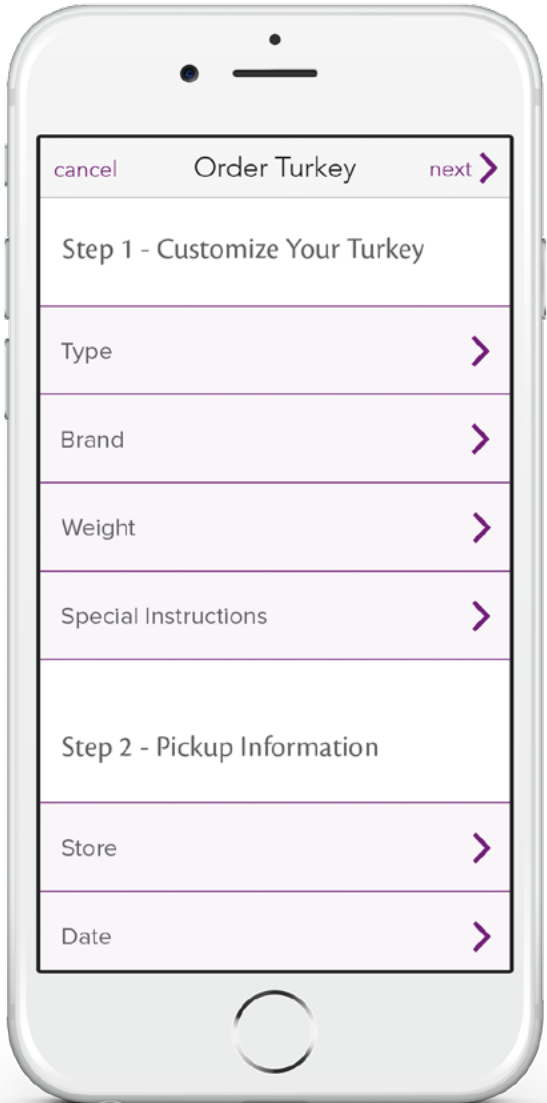 cancel
Order Turkey
next
Step 1 - Customize Your Turkey
Type
Brand
Weight
Special Instructions
Step 2 - Pickup Information
Store
Date